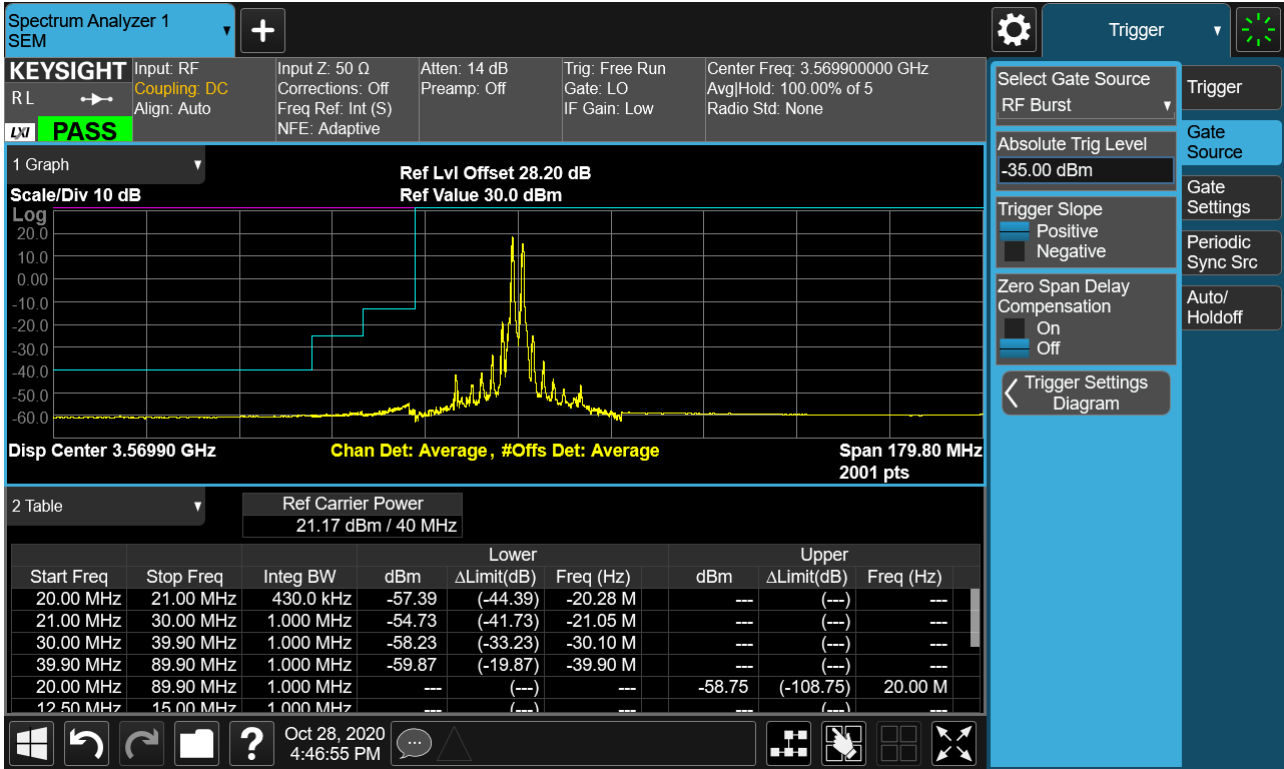 Spectrum Analyzer 1
SEM
Trigger
KEYSIGHT
R L
LXI
PASS
Input: RF
Coupling: DC
Align: Auto
Input Z: 50 Ω
Corrections: Off
Freq Ref: Int (S)
NFE: Adaptive
Atten: 14 dB
Preamp: Off
Trig: Free Run
Gate: LO
IF Gain: Low
Center Freq: 3.569900000 GHz
Avg|Hold: 100.00% of 5
Radio Std: None
1 Graph
Ref Lvl Offset 28.20 dB
Scale/Div 10 dB
Ref Value 30.0 dBm
Log
20.0
10.0
0.00
-10.0
-20.0
-30.0
-40.0
-50.0
-60.0
Disp Center 3.56990 GHz
Chan Det: Average , #Offs Det: Average
Span 179.80 MHz
2001 pts
2 Table
Ref Carrier Power
21.17 dBm / 40 MHz
Lower Upper
Start Freq Stop Freq Integ BW dBm ΔLimit(dB) Freq (Hz) dBm ΔLimit(dB) Freq (Hz)
20.00 MHz 21.00 MHz 430.0 kHz -57.39 (-44.39) -20.28 M --- (---) ---
21.00 MHz 30.00 MHz 1.000 MHz -54.73 (-41.73) -21.05 M --- (---) ---
30.00 MHz 39.90 MHz 1.000 MHz -58.23 (-33.23) -30.10 M --- (---) ---
39.90 MHz 89.90 MHz 1.000 MHz -59.87 (-19.87) -39.90 M --- (---) ---
20.00 MHz 89.90 MHz 1.000 MHz --- (---) --- -58.75 (-108.75) 20.00 M
12.50 MHz 15.00 MHz 1.000 MHz --- (---) --- --- (---) ---
Oct 28, 2020
4:46:55 PM
Select Gate Source
RF Burst
Absolute Trig Level
-35.00 dBm
Trigger Slope
Positive
Negative
Zero Span Delay
Compensation
On
Off
Trigger Settings
Diagram
Trigger
Gate
Source
Gate
Settings
Periodic
Sync Src
Auto/
Holdoff